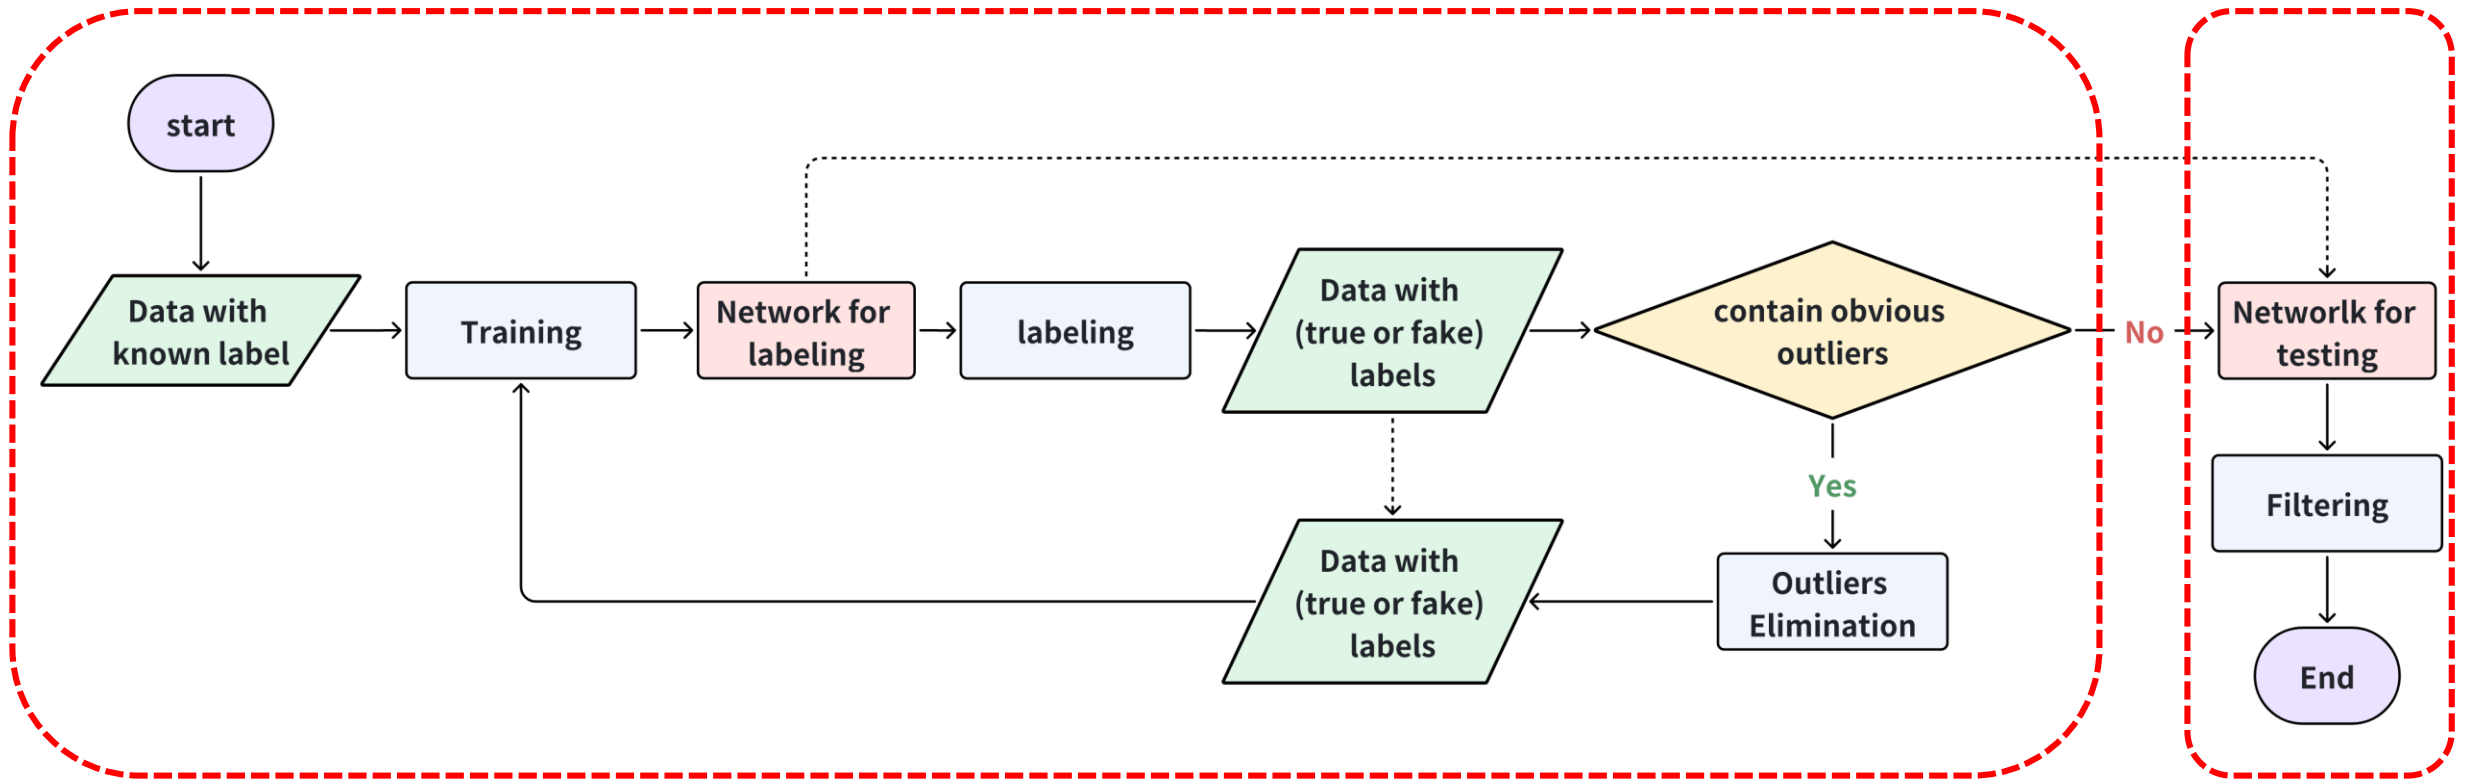 start
Data with
known label
Training
Network for
labeling
labeling
Data with
(true or fake)
labels
contain obvious
outliers
No
Networlk for
testing
Yes
Filtering
Data with
(true or fake)
labels
Outliers
Elimination
End